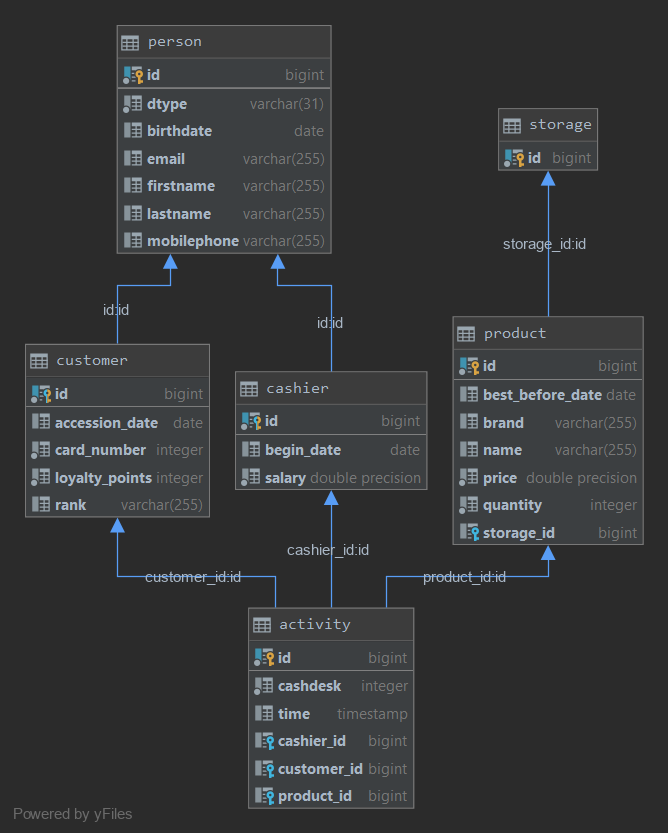 person
id bigint
dtype varchar(31)
birthdate date
email varchar(255)
firstname varchar(255)
lastname varchar(255)
mobilephone varchar(255)
storage
id bigint
storage_id:id
id:id
id:id
product
id bigint
best_before_date date
brand varchar(255)
name varchar(255)
price double precision
quantity integer
storage_id bigint
customer
id bigint
accession_date date
card_number integer
loyalty_points integer
rank varchar(255)
cashier
id bigint
begin_date date
salary double precision
cashier_id:id
customer_id:id
product_id:id
activity
id bigint
cashdesk integer
time timestamp
cashier_id bigint
customer_id bigint
product_id bigint
Powered by yFiles